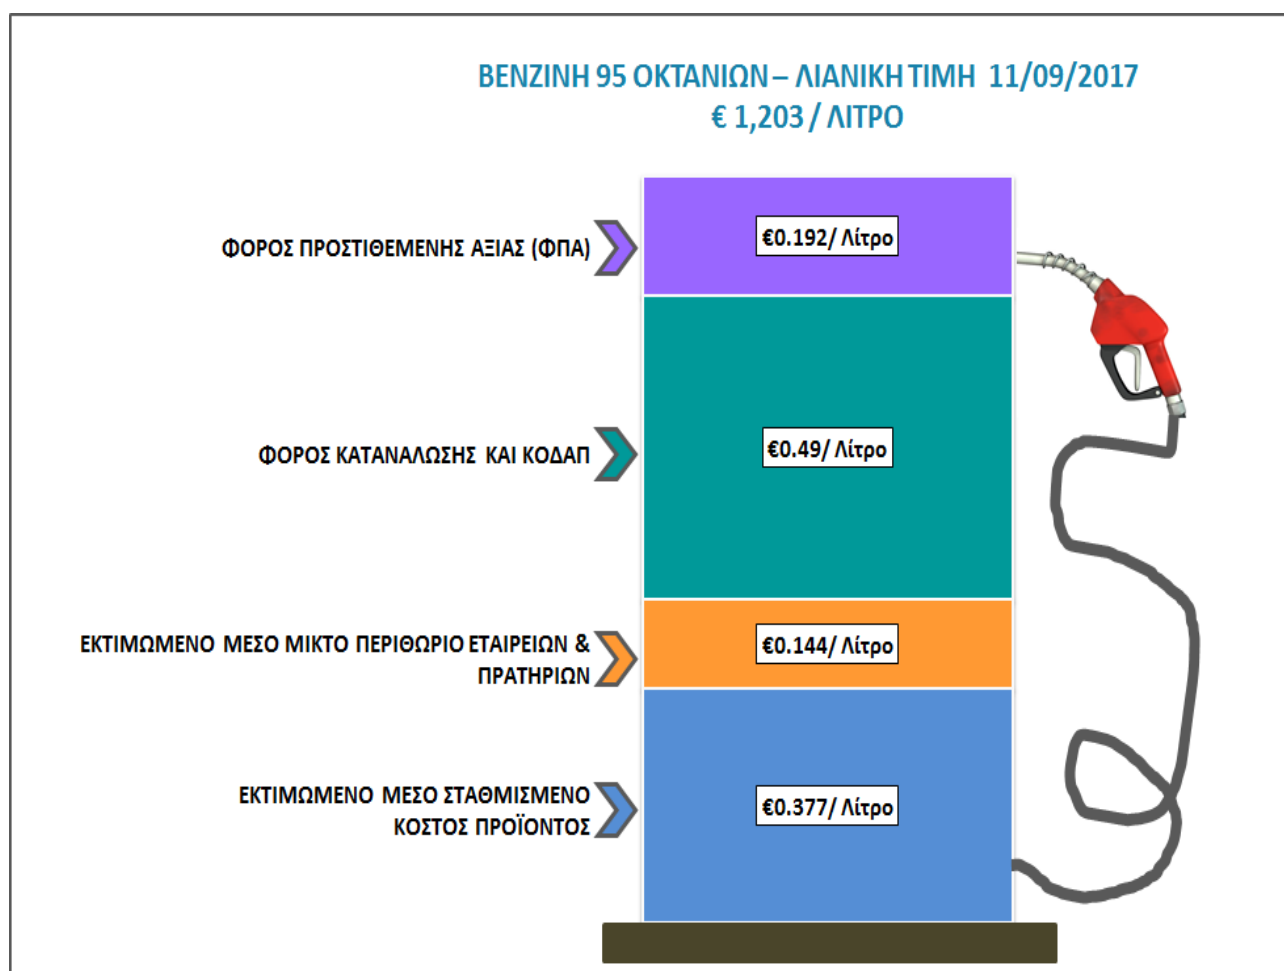 ΒΕΝΖΙΝΗ 95 ΟΚΤΑΝΙΩΝ – ΛΙΑΝΙΚΗ ΤΙΜΗ 11/09/2017
€ 1,203 / ΛΙΤΡΟ
ΦΟΡΟΣ ΠΡΟΣΤΙΘΕΜΕΝΗΣ ΑΞΙΑΣ (ΦΠΑ)
€0.192/ Λίτρο
ΦΟΡΟΣ ΚΑΤΑΝΑΛΩΣΗΣ ΚΑΙ ΚΟΔΑΠ
€0.49/ Λίτρο
ΕΚΤΙΜΩΜΕΝΟ ΜΕΣΟ ΜΙΚΤΟ ΠΕΡΙΘΩΡΙΟ ΕΤΑΙΡΕΙΩΝ &
ΠΡΑΤΗΡΙΩΝ
€0.144/ Λίτρο
ΕΚΤΙΜΩΜΕΝΟ ΜΕΣΟ ΣΤΑΘΜΙΣΜΕΝΟ
ΚΟΣΤΟΣ ΠΡΟΪΟΝΤΟΣ
€0.377/ Λίτρο